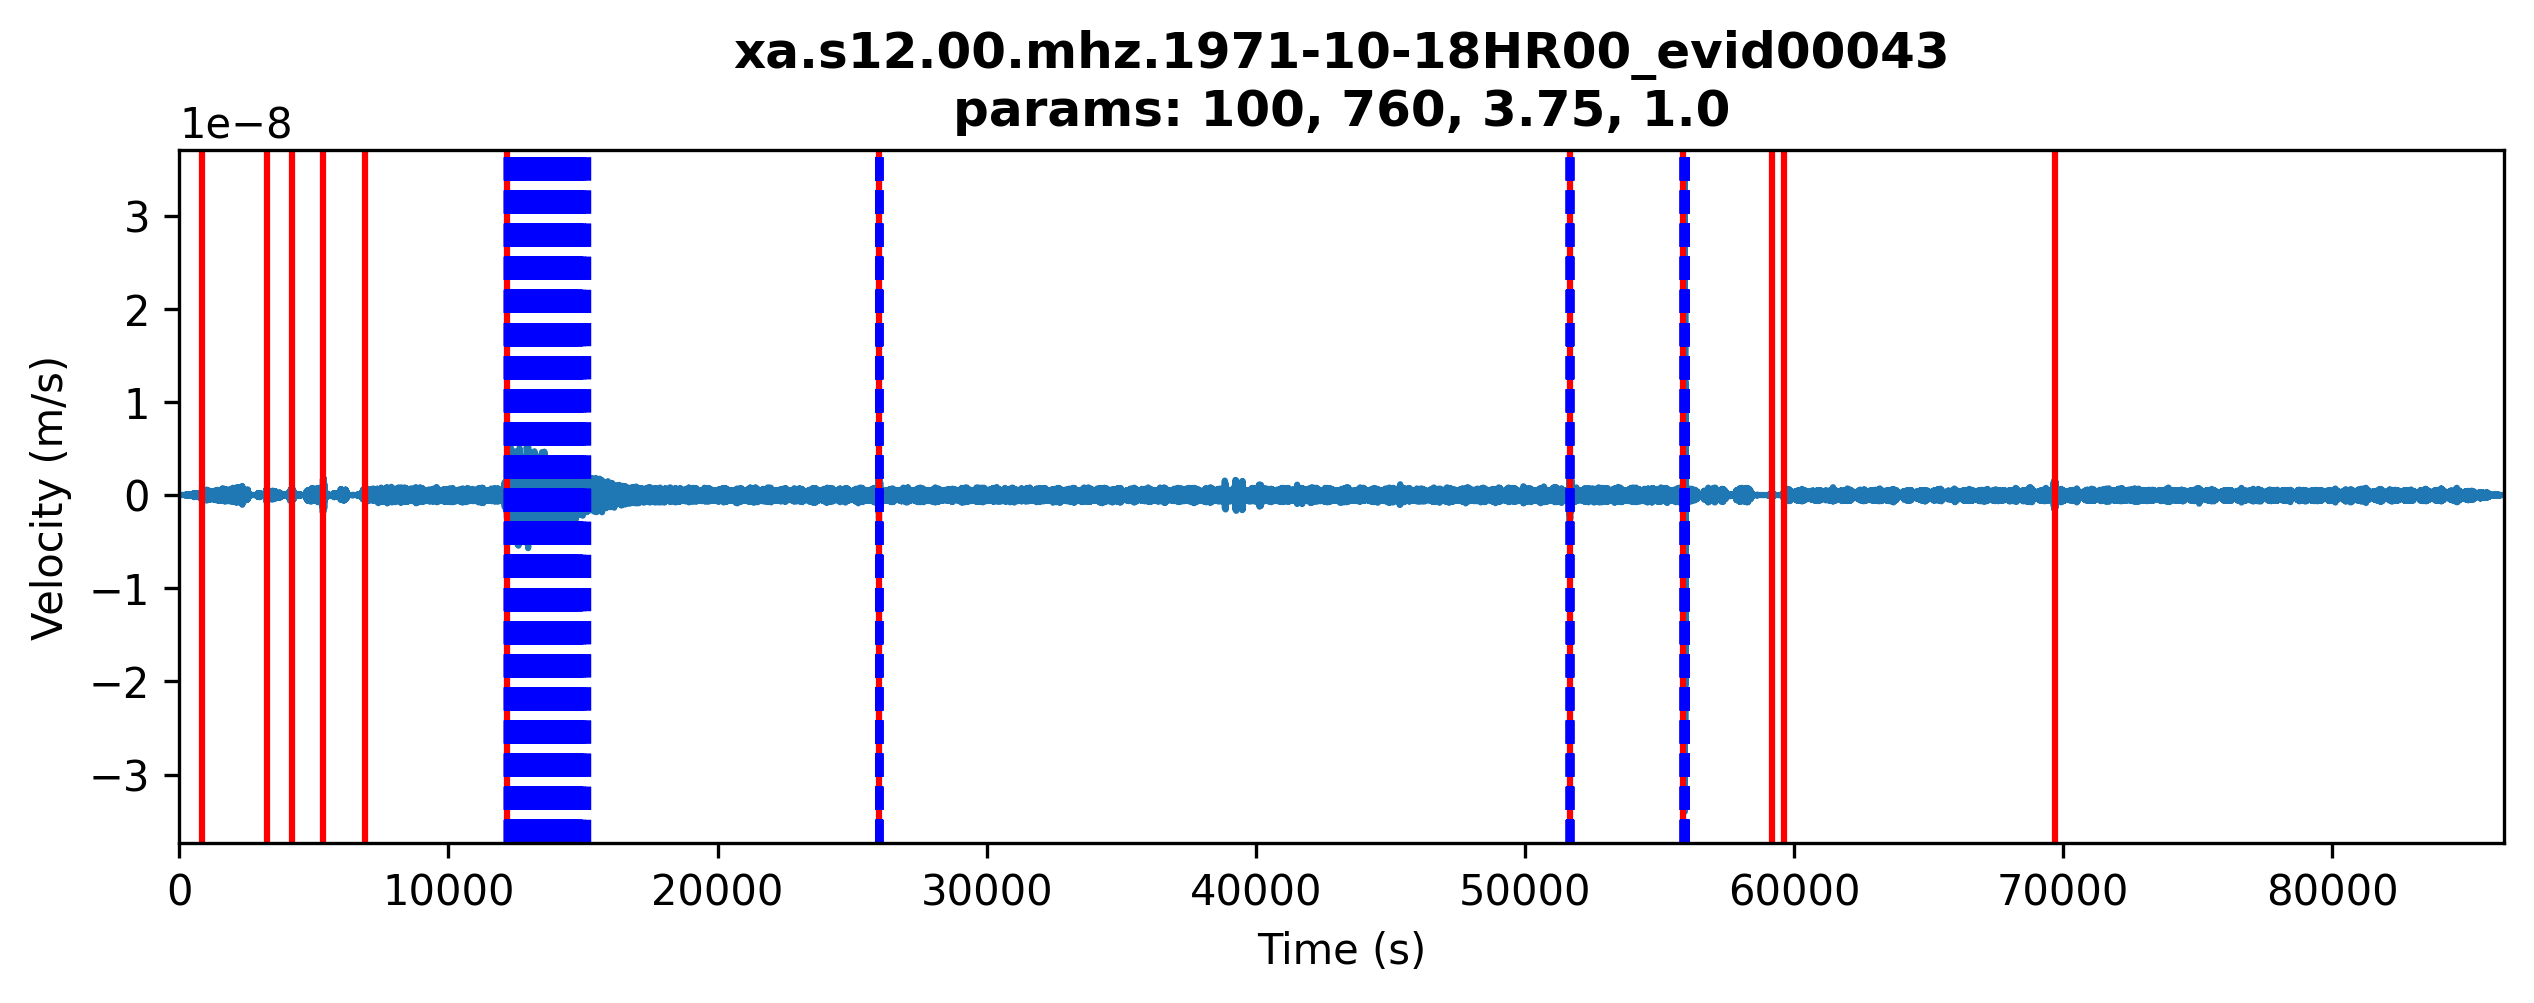 xa.s12.00.mhz.1971-10-18HR00_evid00043
params: 100, 760, 3.75, 1.0
1e−8
3
2
1
0
−1
−2
−3
Velocity (m/s)
0 10000 20000 30000 40000 50000 60000 70000 80000
Time (s)